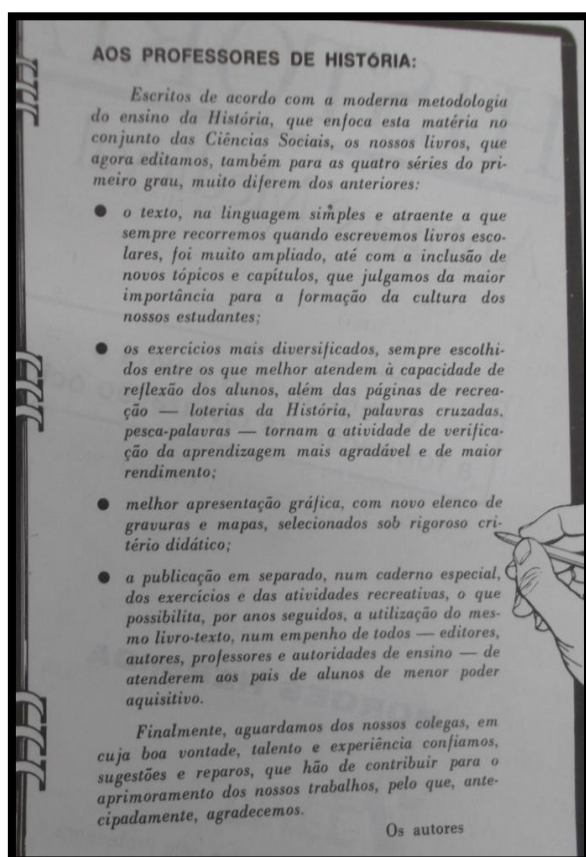 AOS PROFESSORES DE HISTÓRIA:
Escritos de acordo com a moderna metodologia
do ensino da História, que enfoca esta matéria no
conjunto das Ciências Sociais, os nossos livros, que
agora editamos, também para as quatro séries do pri-
meiro grau, muito diferem dos anteriores:
● o texto, na linguagem simples e atraente a que
sempre recorremos quando escrevemos livros esco-
lares, foi muito ampliado, até com a inclusão de
novos tópicos e capítulos, que julgamos da maior
importância para a formação da cultura dos
nossos estudantes;
● os exercícios mais diversificados, sempre escolhi-
dos entre os que melhor atendem à capacidade de
reflexão dos alunos, além das páginas de recrea-
ção — loterias da História, palavras cruzadas,
pesca-palavras — tornam a atividade de verifica-
ção da aprendizagem mais agradável e de maior
rendimento;
● melhor apresentação gráfica, com novo elenco de
gravuras e mapas, selecionados sob rigoroso cri-
tério didático;
● a publicação em separado, num caderno especial,
dos exercícios e das atividades recreativas, o que
possibilita, por anos seguidos, a utilização do mes-
mo livro-texto, num empenho de todos — editores,
autores, professores e autoridades de ensino — de
atenderem aos pais de alunos de menor poder
aquisitivo.
Finalmente, aguardamos dos nossos colegas, em
cuja boa vontade, talento e experiência confiamos,
sugestões e reparos, que hão de contribuir para o
aprimoramento dos nossos trabalhos, pelo que, ante-
cipadamente, agradecemos.
Os autores